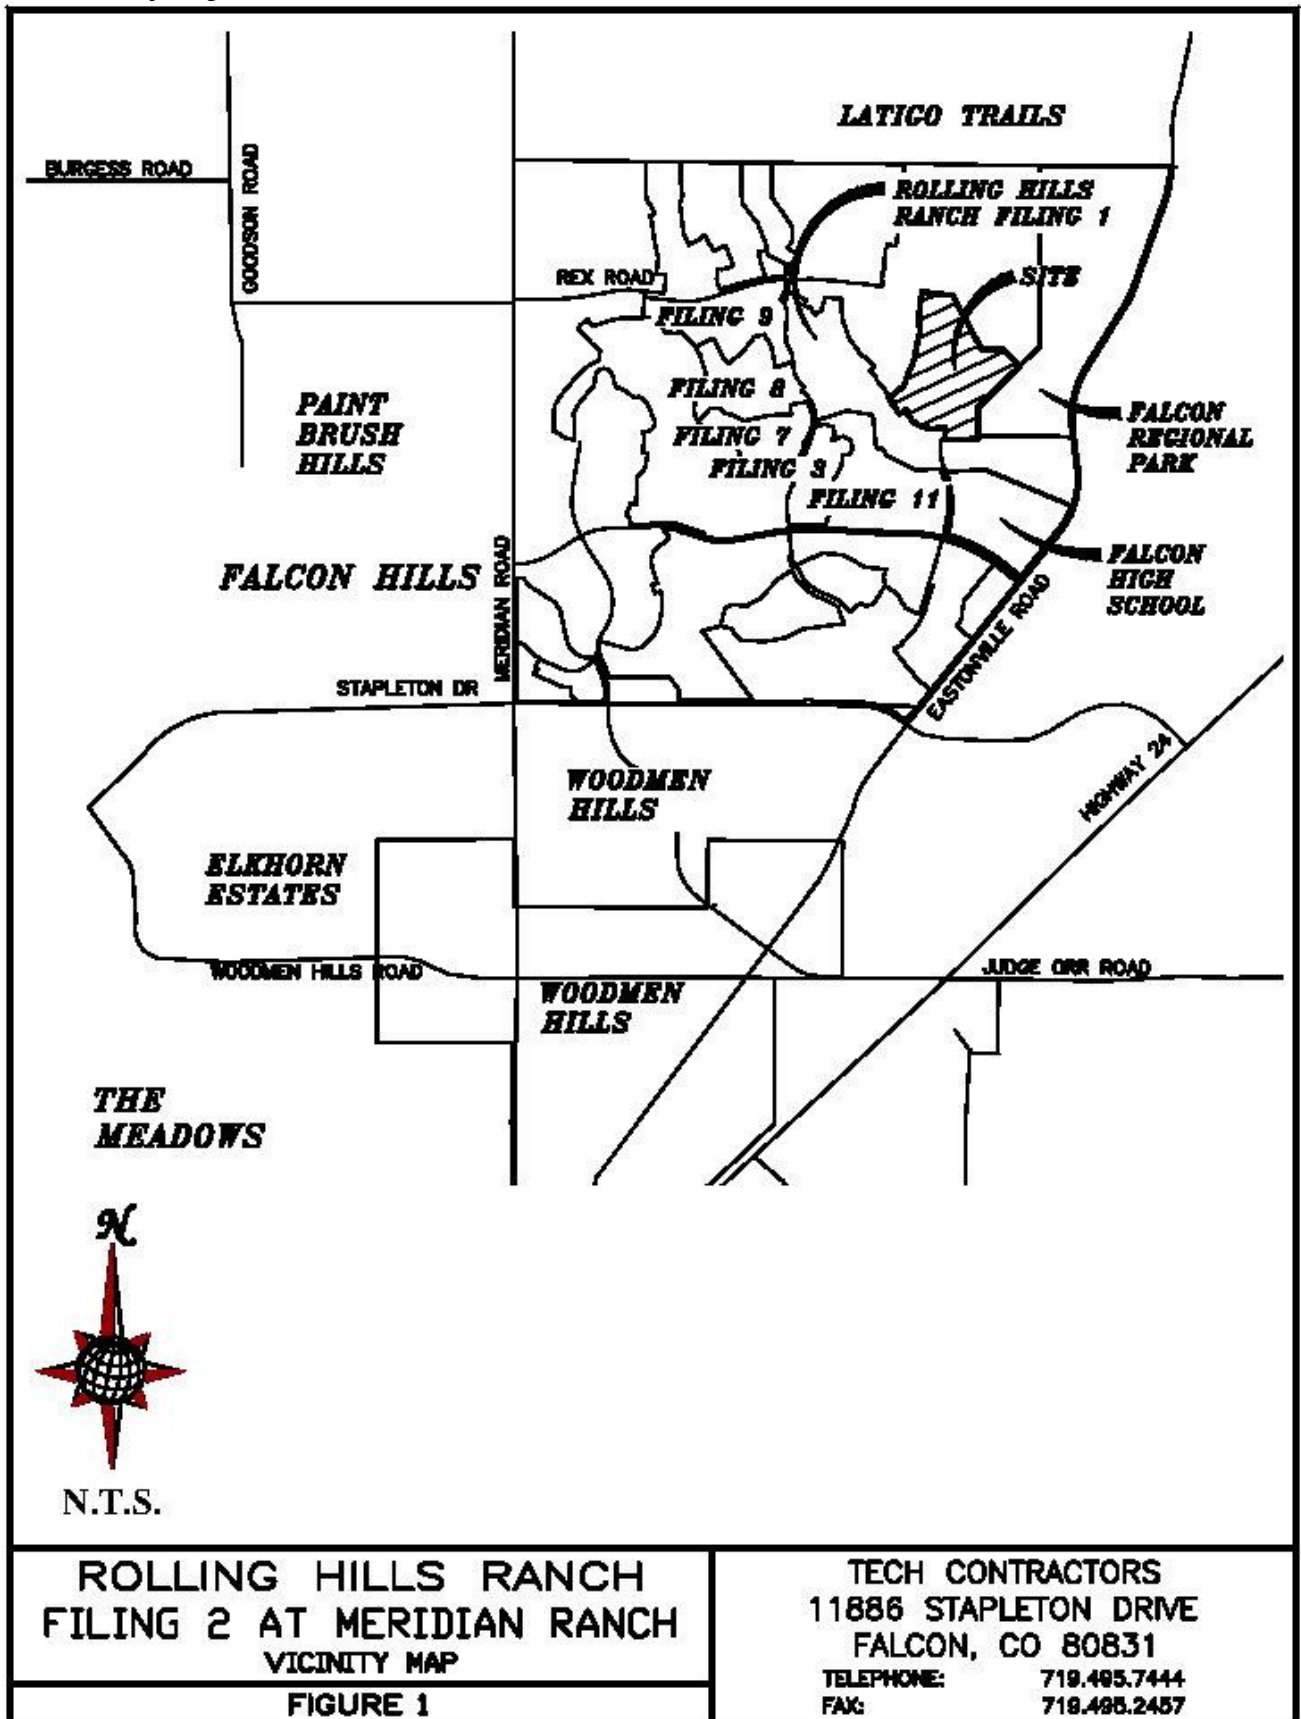 LATIGO TRAILS
BURGESS ROAD
GOODSON ROAD
ROLLING HILLS
RANCH FILING 1
REX ROAD
SITE
FILING 9
FILING 8
PAINT
BRUSH
HILLS
FALCON
REGIONAL
PARK
FILING 7
FILING 3
FILING 11
MERIDIAN ROAD
FALCON HILLS
FALCON
HIGH
SCHOOL
EASTONVILLE ROAD
STAPLETON DR
HIGHWAY 24
WOODMEN
HILLS
ELKHORN
ESTATES
WOODMEN HILLS ROAD
JUDGE ORR ROAD
WOODMEN
HILLS
THE
MEADOWS
N
N.T.S.
ROLLING HILLS RANCH
FILING 2 AT MERIDIAN RANCH
VICINITY MAP
FIGURE 1
TECH CONTRACTORS
11886 STAPLETON DRIVE
FALCON, CO 80831
TELEPHONE: 719.495.7444
FAX: 719.495.2457